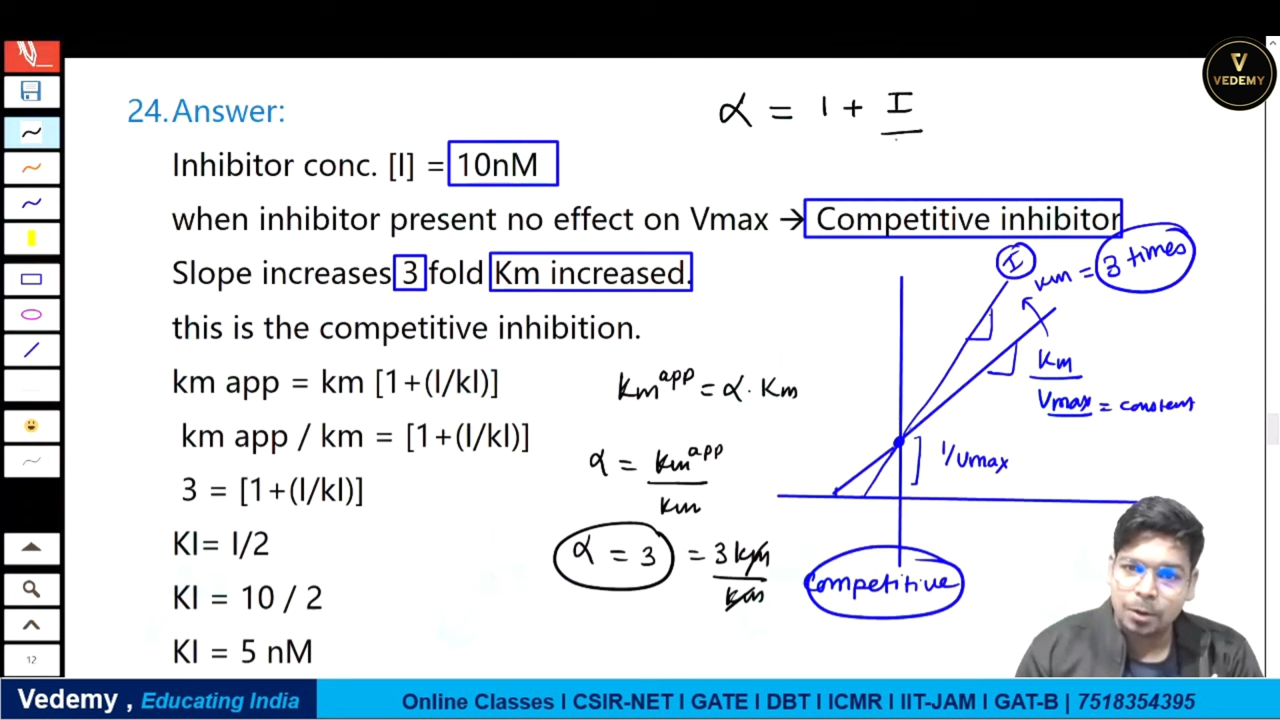 V
VEDEMY
24. Answer:
α = 1 + I
Inhibitor conc. [I] = 10nM
when inhibitor present no effect on Vmax → Competitive inhibitor
Slope increases 3 fold Km increased.
I
Km = 3 times
this is the competitive inhibition.
km app = km [1+(I/kI)]
Km^app = α · Km
Km
Vmax = constant
km app / km = [1+(I/kI)]
α = Km^app
Km
1/Vmax
3 = [1+(I/kI)]
KI= I/2
α = 3 = 3 km
km
Competitive
KI = 10 / 2
KI = 5 nM
12
Vedemy , Educating India
Online Classes I CSIR-NET I GATE I DBT I ICMR I IIT-JAM I GAT-B I 7518354395